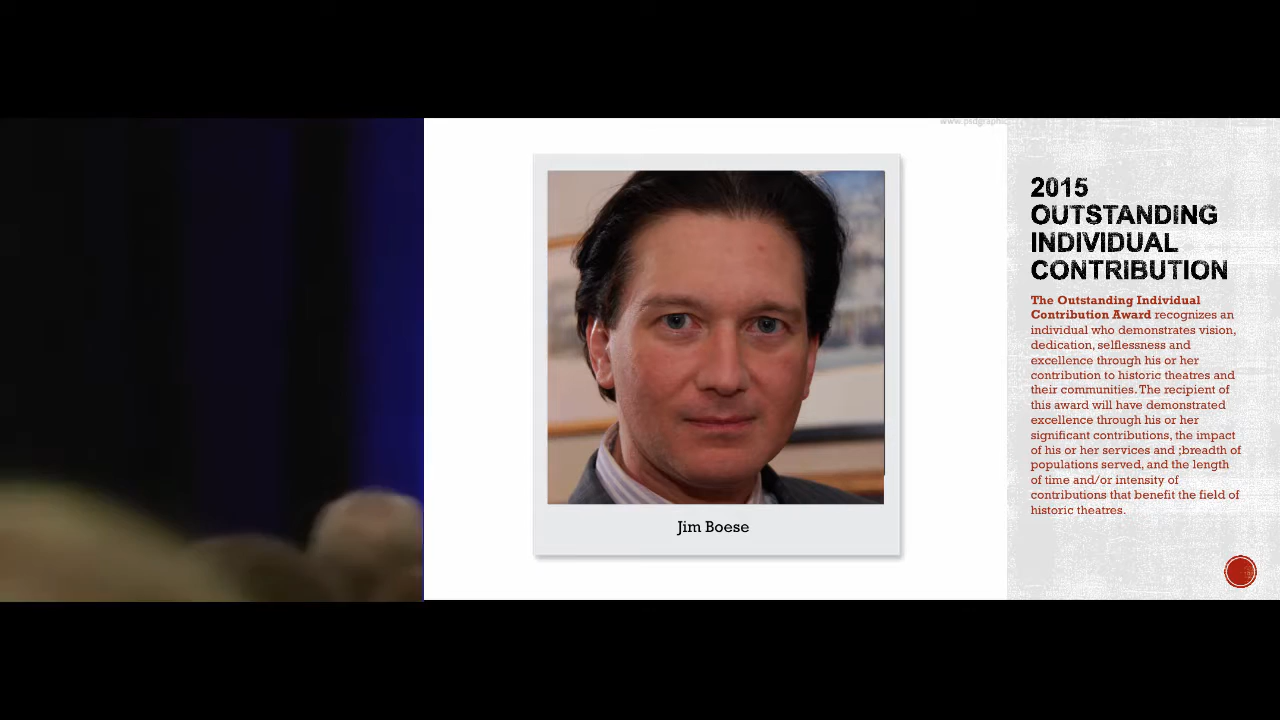 www.psdgraphic
Jim Boese
2015
OUTSTANDING
INDIVIDUAL
CONTRIBUTION
The Outstanding Individual
Contribution Award recognizes an
individual who demonstrates vision,
dedication, selflessness and
excellence through his or her
contribution to historic theatres and
their communities. The recipient of
this award will have demonstrated
excellence through his or her
significant contributions, the impact
of his or her services and ;breadth of
populations served, and the length
of time and/or intensity of
contributions that benefit the field of
historic theatres.